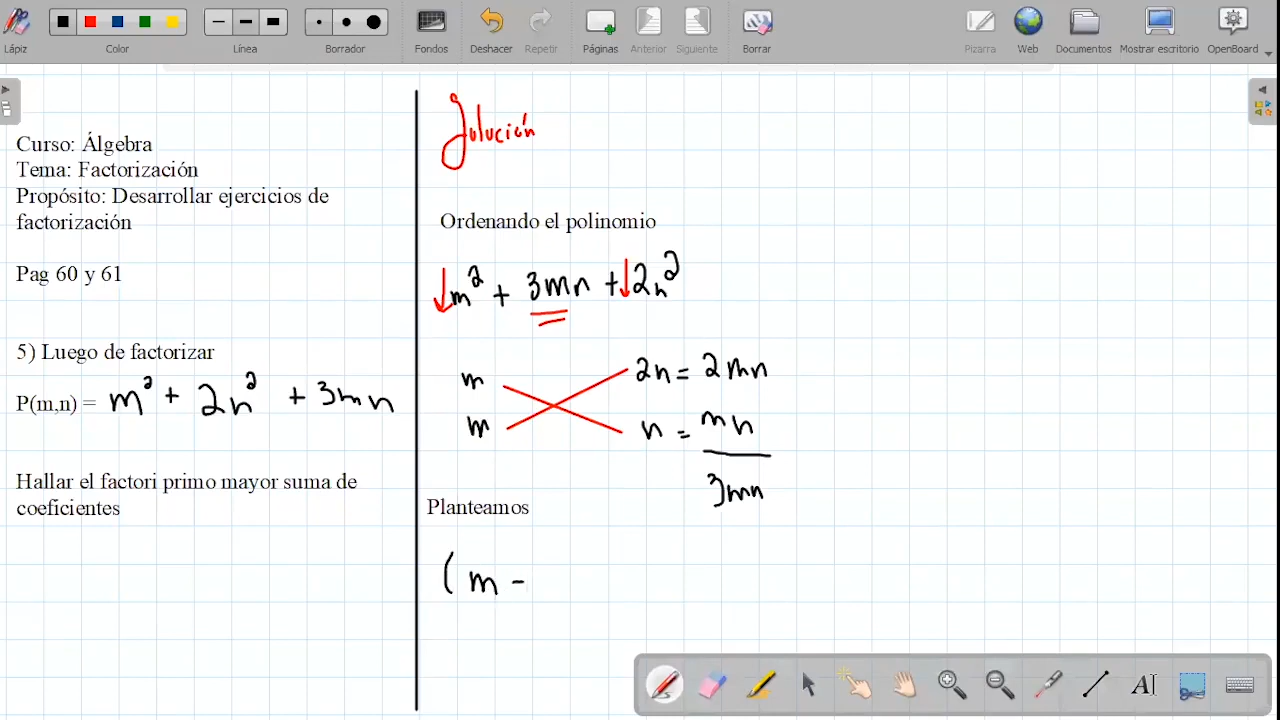 Lápiz
Color
Línea
Borrador
Fondos
Deshacer
Repetir
Páginas
Anterior
Siguiente
Borrar
Pizarra
Web
Documentos
Mostrar escritorio
OpenBoard
Curso: Álgebra
Tema: Factorización
Propósito: Desarrollar ejercicios de
factorización
Pag 60 y 61
5) Luego de factorizar
P(m,n) = m² + 2n² + 3mn
Hallar el factori primo mayor suma de
coeficientes
Solución
Ordenando el polinomio
↓m² + 3mn + ↓2n²
m 2n = 2mn
m n = mn
3mn
Planteamos
( m -
A